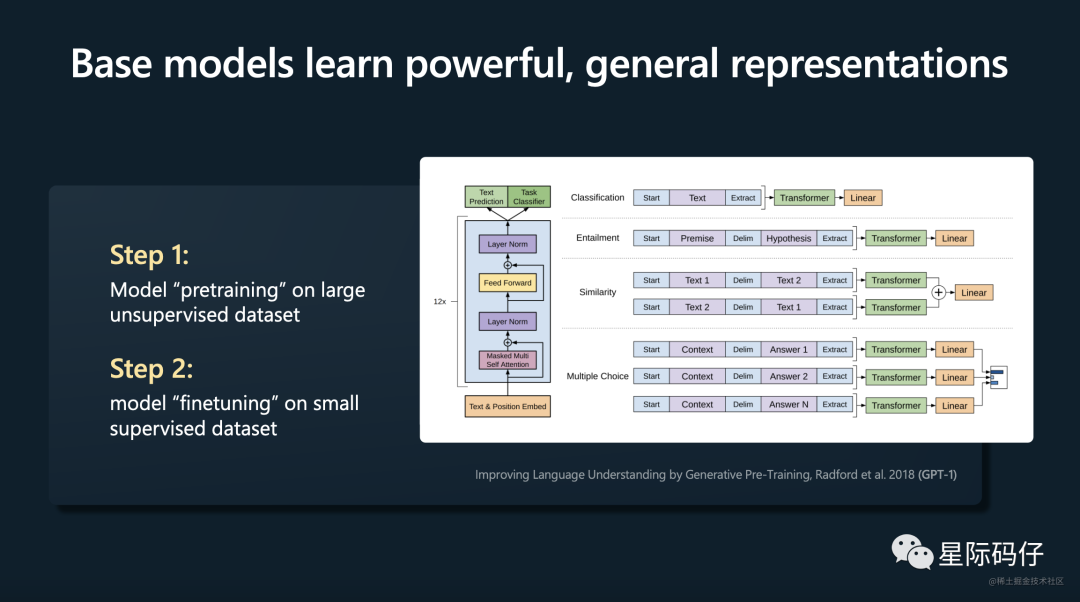 Base models learn powerful, general representations
Step 1:
Model “pretraining” on large
unsupervised dataset
Step 2:
model “finetuning” on small
supervised dataset
Text
Prediction
Task
Classifier
Layer Norm
+
Feed Forward
12x
Layer Norm
+
Masked Multi
Self Attention
Text & Position Embed
Classification Start Text Extract Transformer Linear
Entailment Start Premise Delim Hypothesis Extract Transformer Linear
Similarity
Start Text 1 Delim Text 2 Extract Transformer
+ Linear
Start Text 2 Delim Text 1 Extract Transformer
Multiple Choice
Start Context Delim Answer 1 Extract Transformer Linear
Start Context Delim Answer 2 Extract Transformer Linear
Start Context Delim Answer N Extract Transformer Linear
Improving Language Understanding by Generative Pre-Training, Radford et al. 2018 (GPT-1)
星际码仔
@稀土掘金技术社区